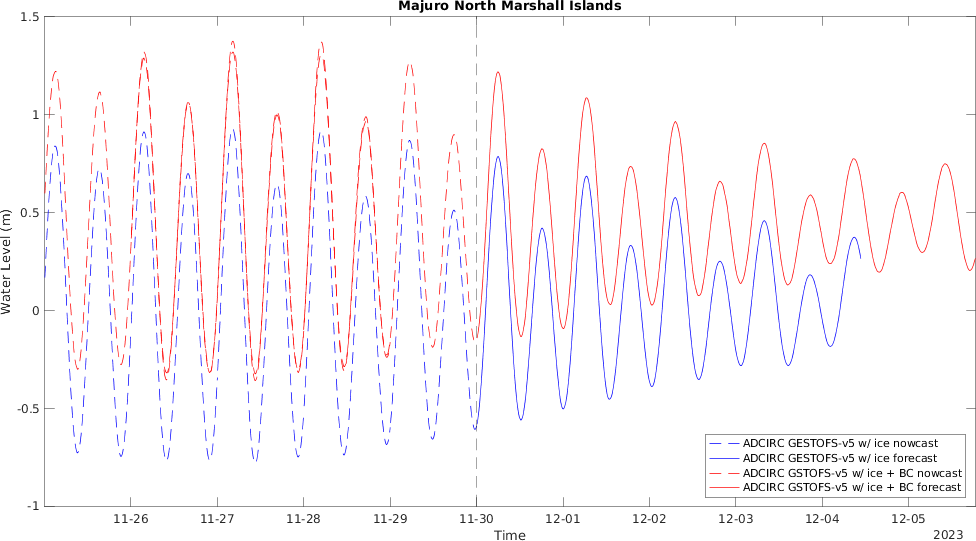 Majuro North Marshall Islands
1.5
1
0.5
0
-0.5
-1
Water Level (m)
11-26 11-27 11-28 11-29 11-30 12-01 12-02 12-03 12-04 12-05
Time
2023
ADCIRC GESTOFS-v5 w/ ice nowcast
ADCIRC GESTOFS-v5 w/ ice forecast
ADCIRC GSTOFS-v5 w/ ice + BC nowcast
ADCIRC GSTOFS-v5 w/ ice + BC forecast